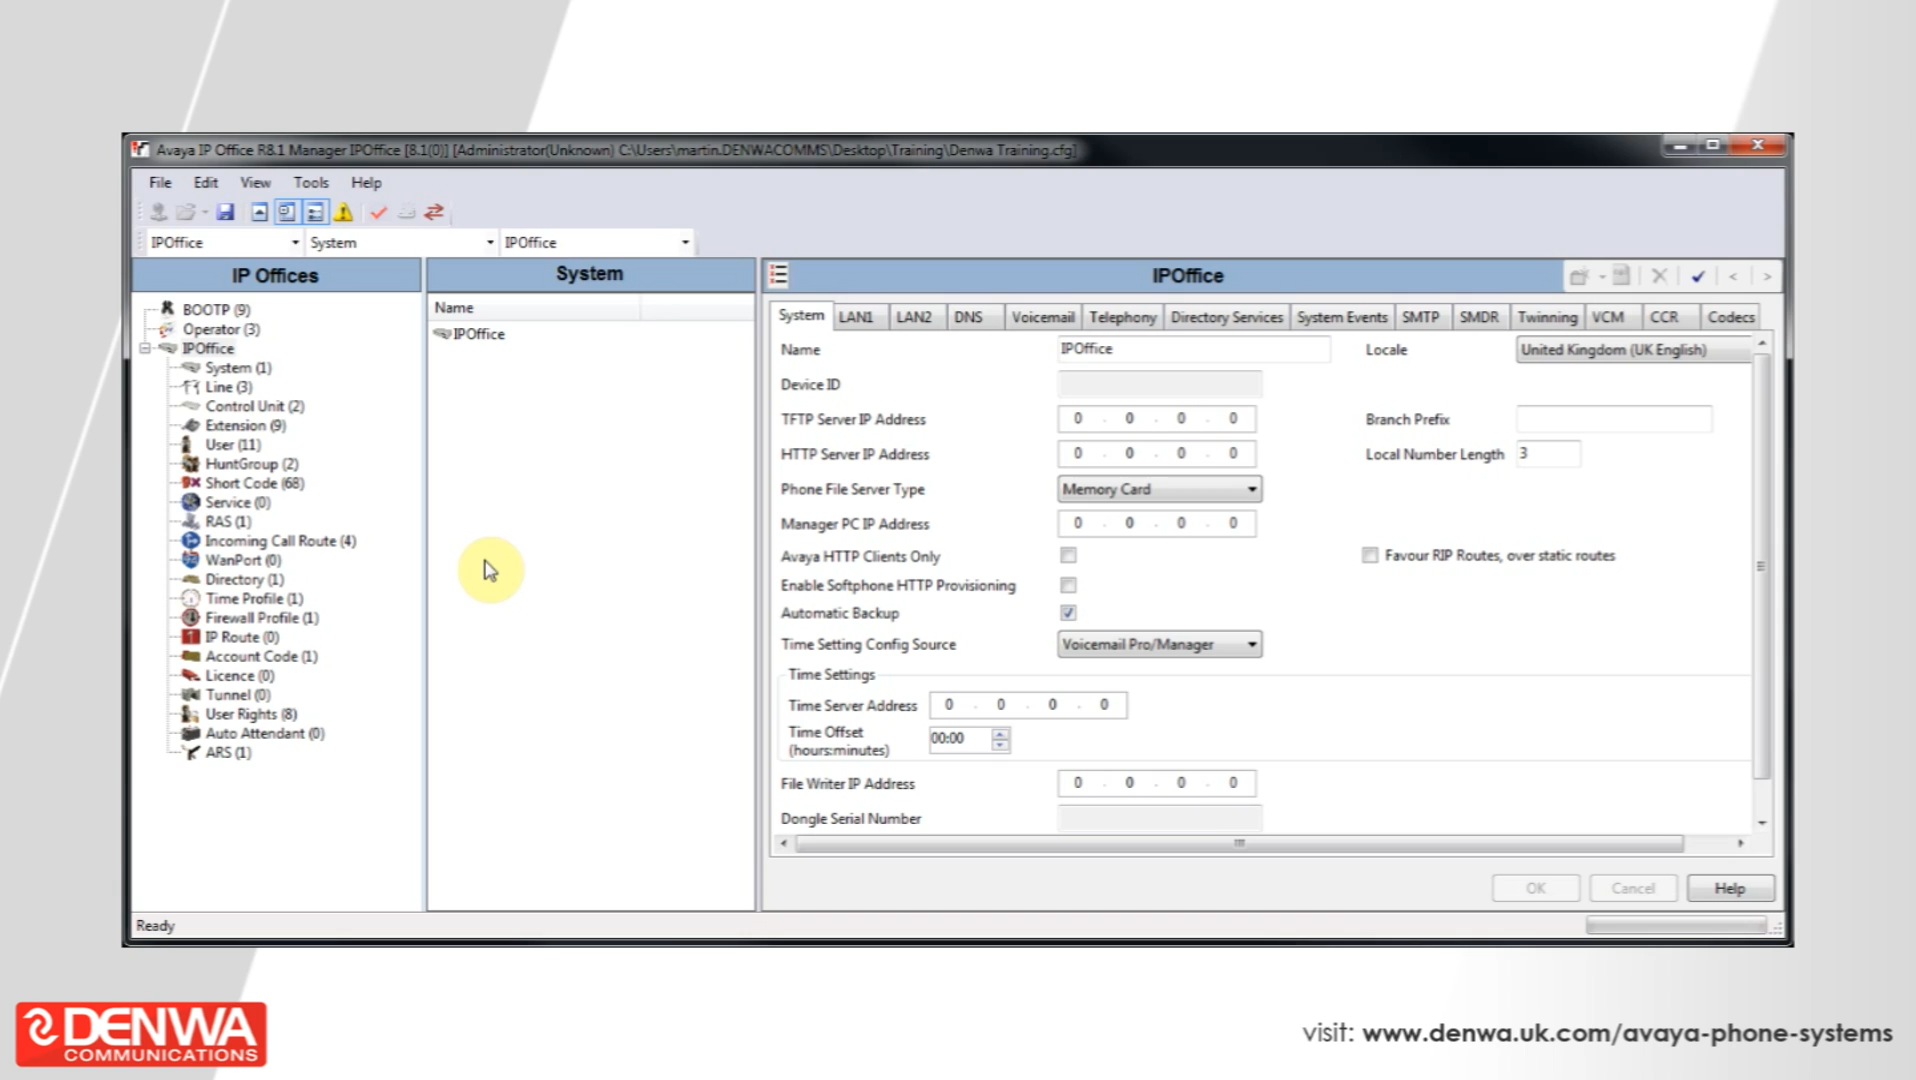 Avaya IP Office R8.1 Manager IPOffice [8.1(0)] [Administrator(Unknown) C:\Users\martin.DENWACOMMS\Desktop\Training\Denwa Training.cfg]
File Edit View Tools Help
IPOffice System IPOffice
IP Offices
BOOTP (9)
Operator (3)
IPOffice
System (1)
Line (3)
Control Unit (2)
Extension (9)
User (11)
HuntGroup (2)
Short Code (68)
Service (0)
RAS (1)
Incoming Call Route (4)
WanPort (0)
Directory (1)
Time Profile (1)
Firewall Profile (1)
IP Route (0)
Account Code (1)
Licence (0)
Tunnel (0)
User Rights (8)
Auto Attendant (0)
ARS (1)
System
Name
IPOffice
IPOffice
System LAN1 LAN2 DNS Voicemail Telephony Directory Services System Events SMTP SMDR Twinning VCM CCR Codecs
Name IPOffice Locale United Kingdom (UK English)
Device ID
TFTP Server IP Address 0 . 0 . 0 . 0 Branch Prefix
HTTP Server IP Address 0 . 0 . 0 . 0 Local Number Length 3
Phone File Server Type Memory Card
Manager PC IP Address 0 . 0 . 0 . 0
Avaya HTTP Clients Only Favour RIP Routes, over static routes
Enable Softphone HTTP Provisioning
Automatic Backup
Time Setting Config Source Voicemail Pro/Manager
Time Settings
Time Server Address 0 . 0 . 0 . 0
Time Offset 00:00
(hours:minutes)
File Writer IP Address 0 . 0 . 0 . 0
Dongle Serial Number
OK Cancel Help
Ready
DENWA
COMMUNICATIONS
visit: www.denwa.uk.com/avaya-phone-systems